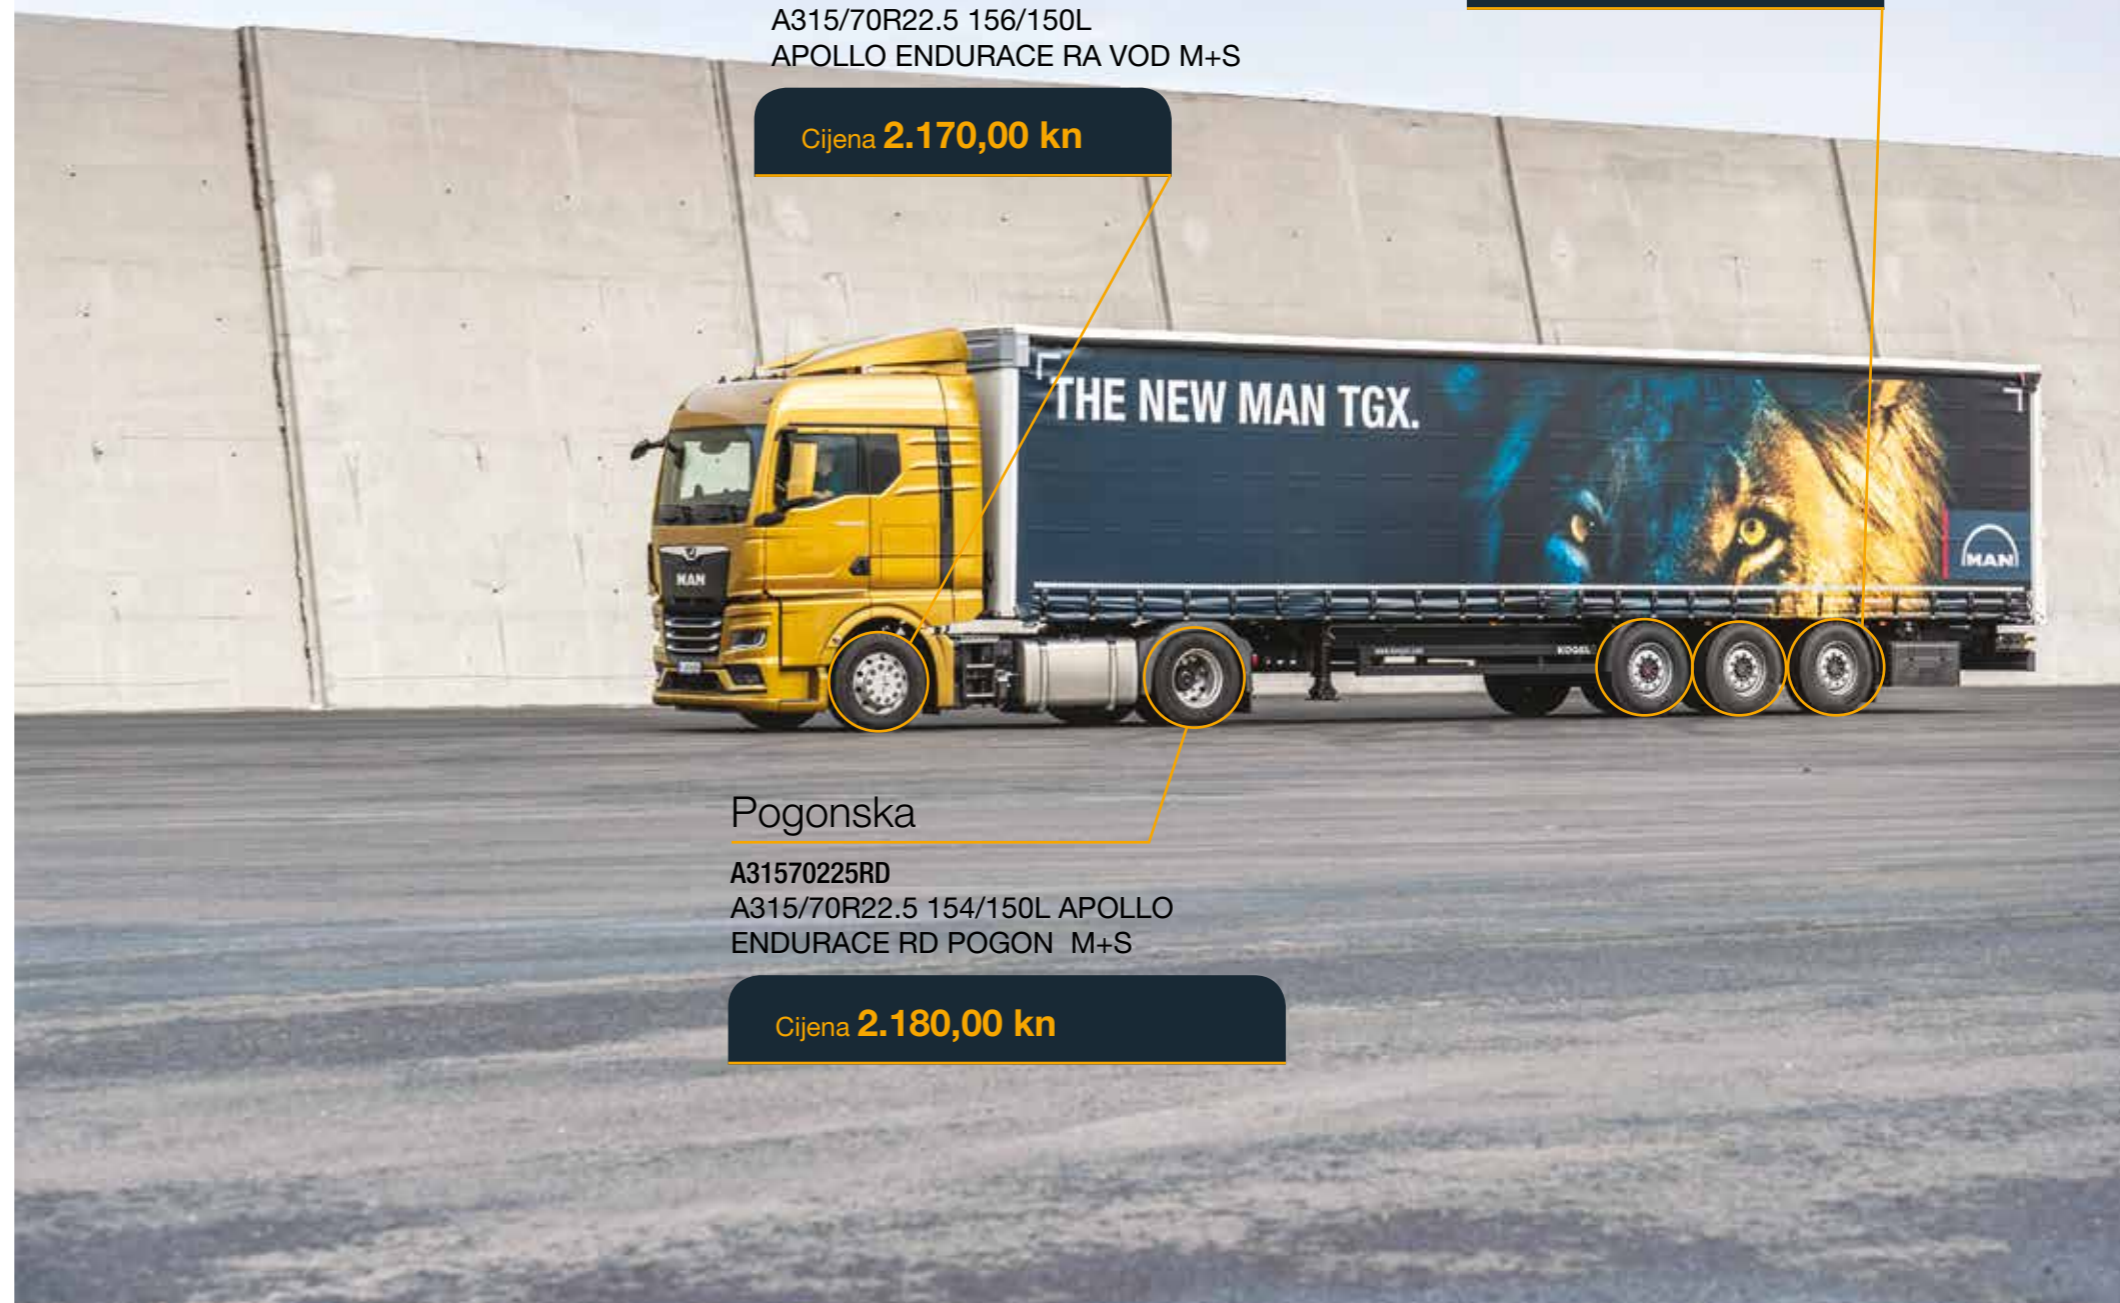 A315/70R22.5 156/150L
APOLLO ENDURACE RA VOD M+S
Cijena 2.170,00 kn
THE NEW MAN TGX.
MAN
MAN
KOGEL
Pogonska
A31570225RD
A315/70R22.5 154/150L APOLLO
ENDURACE RD POGON  M+S
Cijena 2.180,00 kn